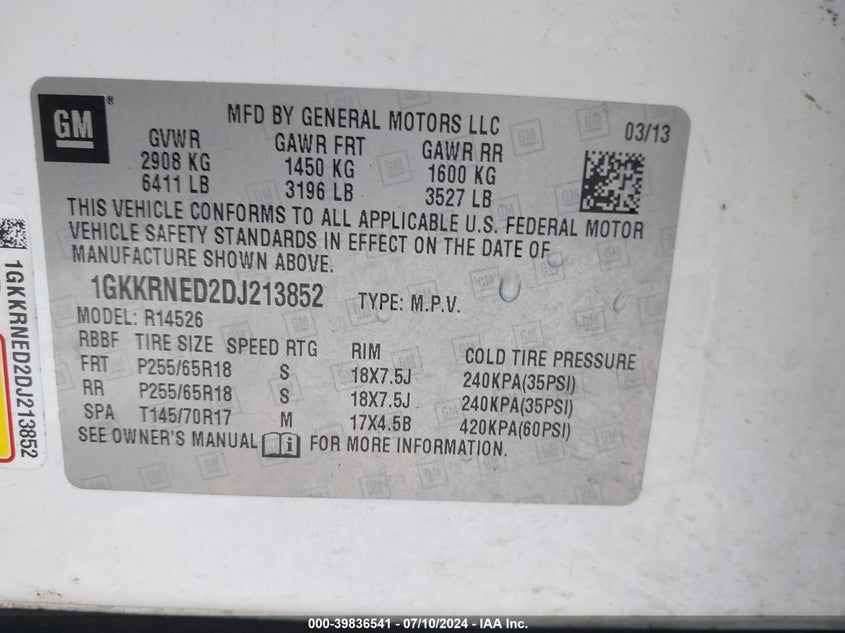 GM ®
MFD BY GENERAL MOTORS LLC
03/13
GVWR GAWR FRT GAWR RR
2908 KG 1450 KG 1600 KG
6411 LB 3196 LB 3527 LB
THIS VEHICLE CONFORMS TO ALL APPLICABLE U.S. FEDERAL MOTOR
VEHICLE SAFETY STANDARDS IN EFFECT ON THE DATE OF
MANUFACTURE SHOWN ABOVE.
1GKKRNED2DJ213852 TYPE: M.P.V.
MODEL: R14526
RBBF TIRE SIZE SPEED RTG RIM COLD TIRE PRESSURE
FRT P255/65R18 S 18X7.5J 240KPA(35PSI)
RR P255/65R18 S 18X7.5J 240KPA(35PSI)
SPA T145/70R17 M 17X4.5B 420KPA(60PSI)
SEE OWNER'S MANUAL FOR MORE INFORMATION.
1GKKRNED2DJ213852
000-39836541 - 07/10/2024 - IAA Inc.